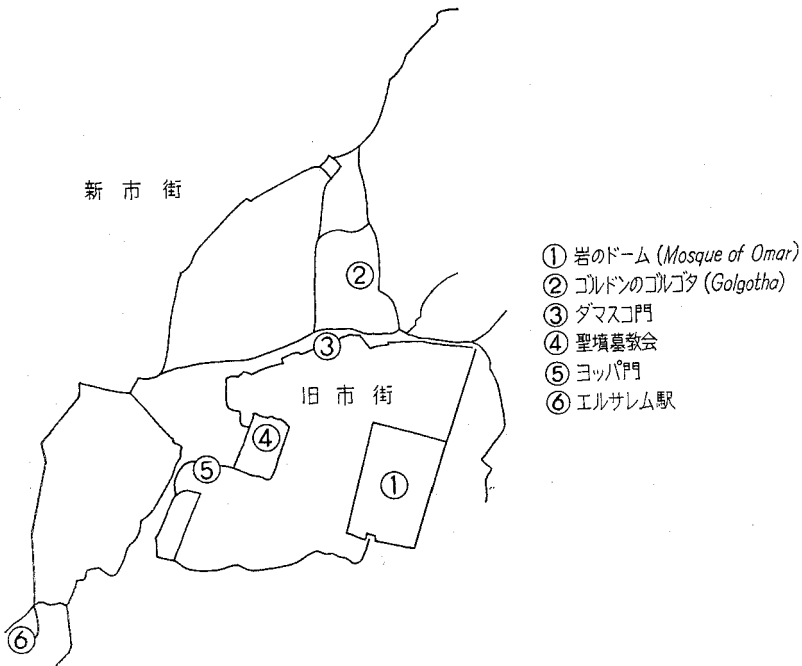 新市街
旧市街
①
②
③
④
⑤
⑥
① 岩のドーム (Mosque of Omar)
② ゴルドンのゴルゴタ (Golgotha)
③ ダマスコ門
④ 聖墳墓教会
⑤ ヨッパ門
⑥ エルサレム駅